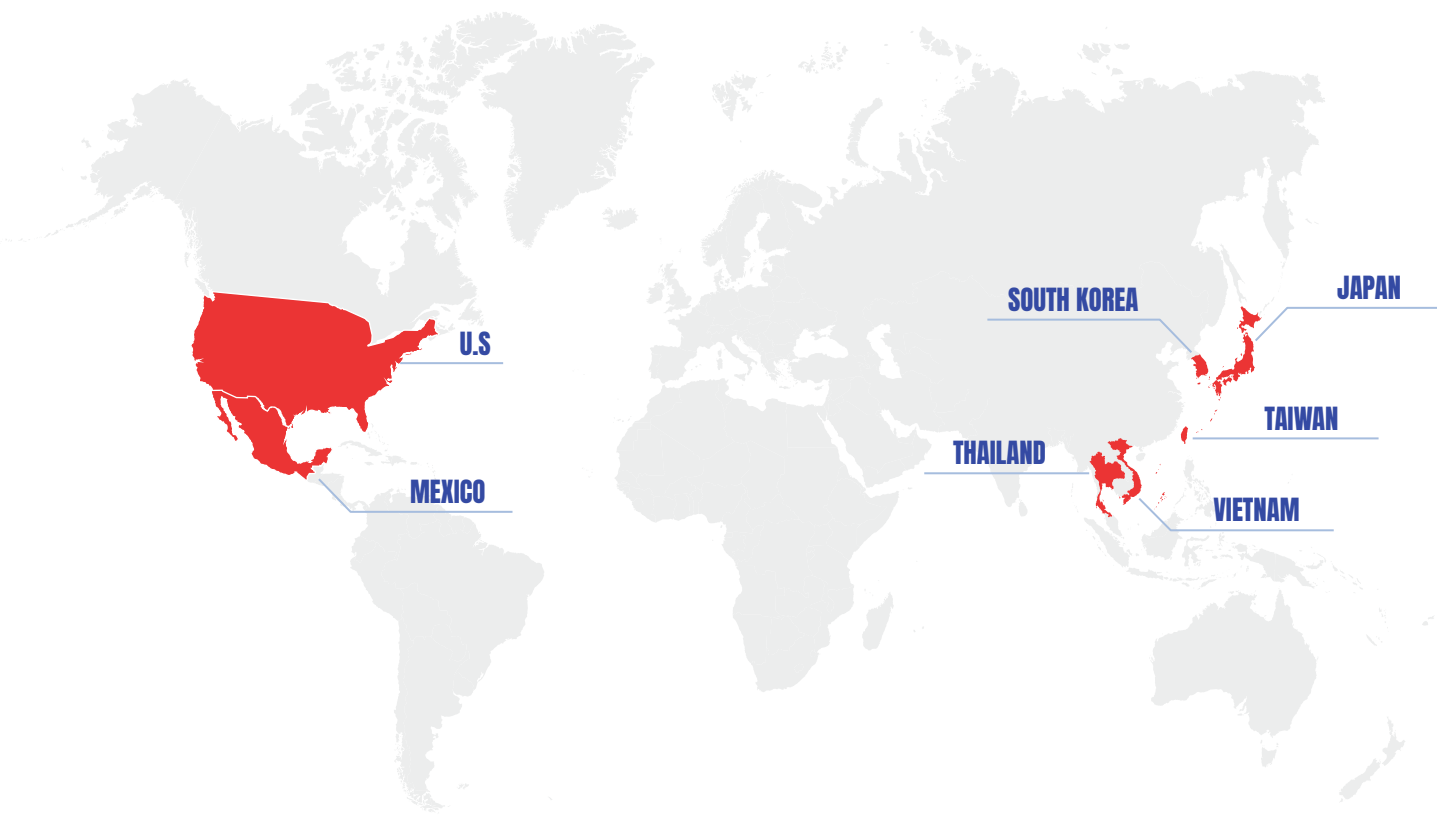 JAPAN
SOUTH KOREA
U.S
TAIWAN
THAILAND
MEXICO
VIETNAM